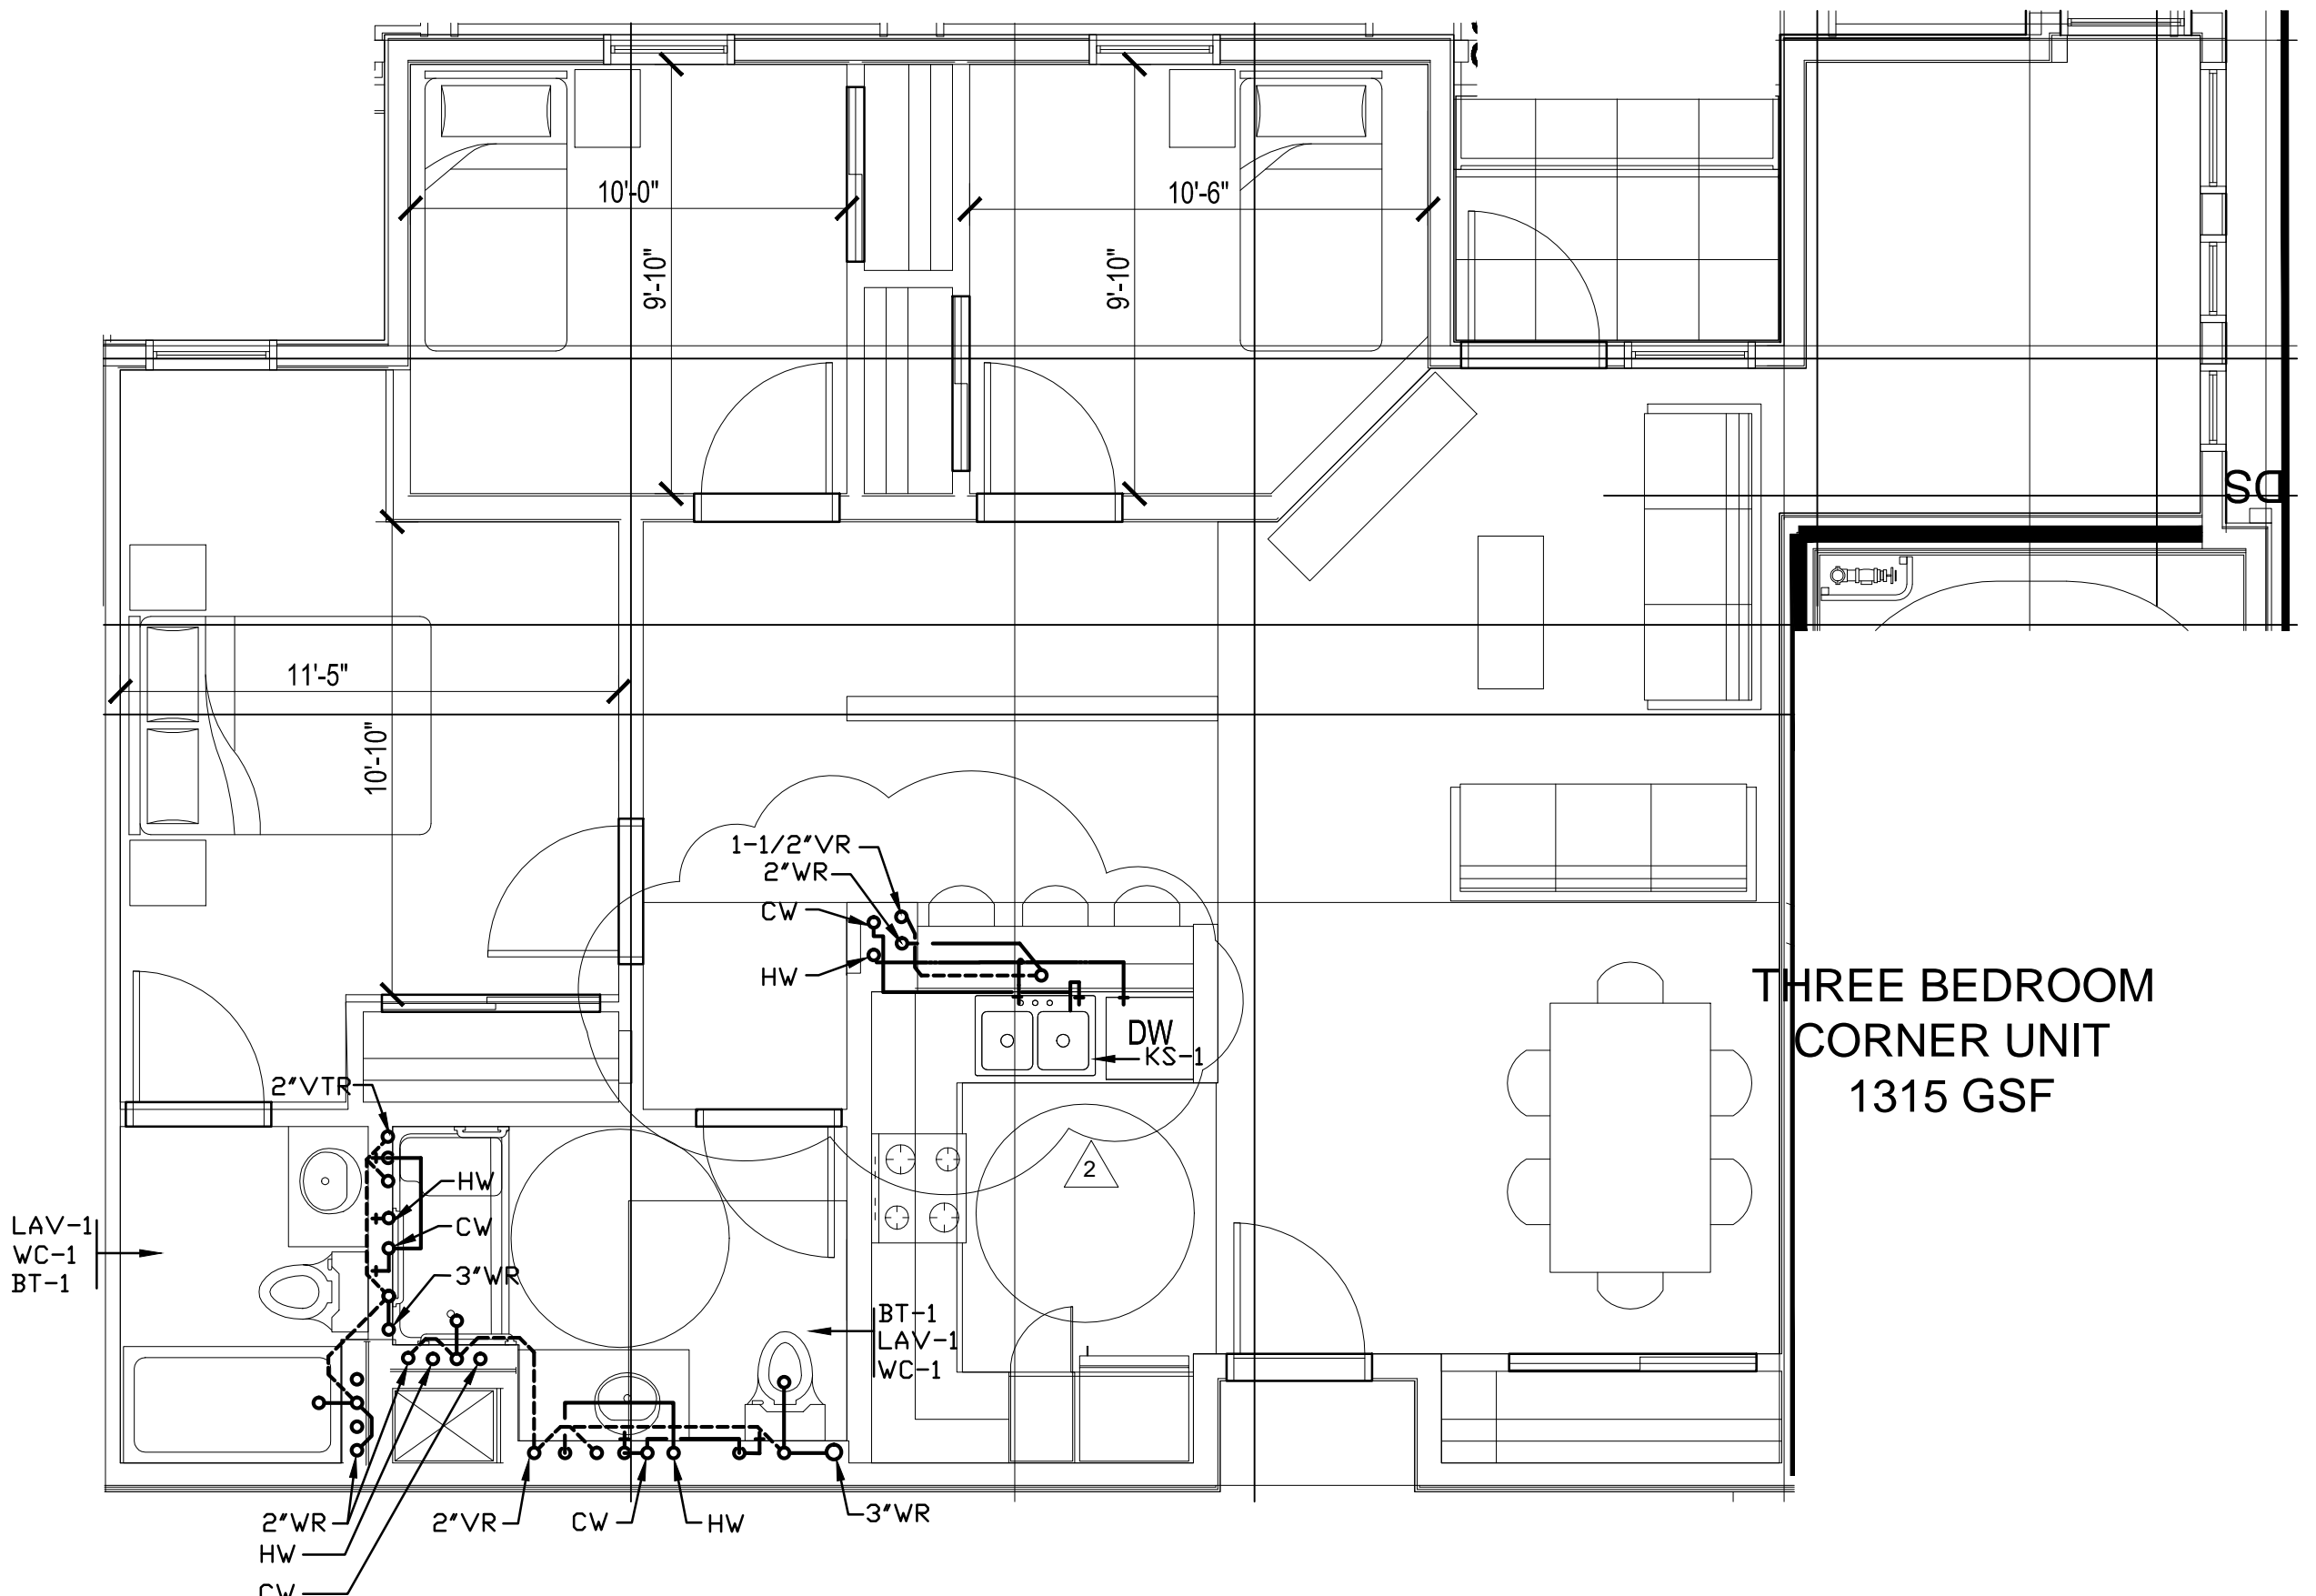 10'-0"
10'-6"
9'-10"
9'-10"
SD
11'-5"
10'-10"
1-1/2"VR
2"WR
CW
HW
THREE BEDROOM
CORNER UNIT
1315 GSF
DW
KS-1
2"VTR
2
HW
LAV-1
WC-1
BT-1
CW
3"WR
BT-1
LAV-1
WC-1
2"WR
2"VR
CW
HW
3"WR
HW
CW